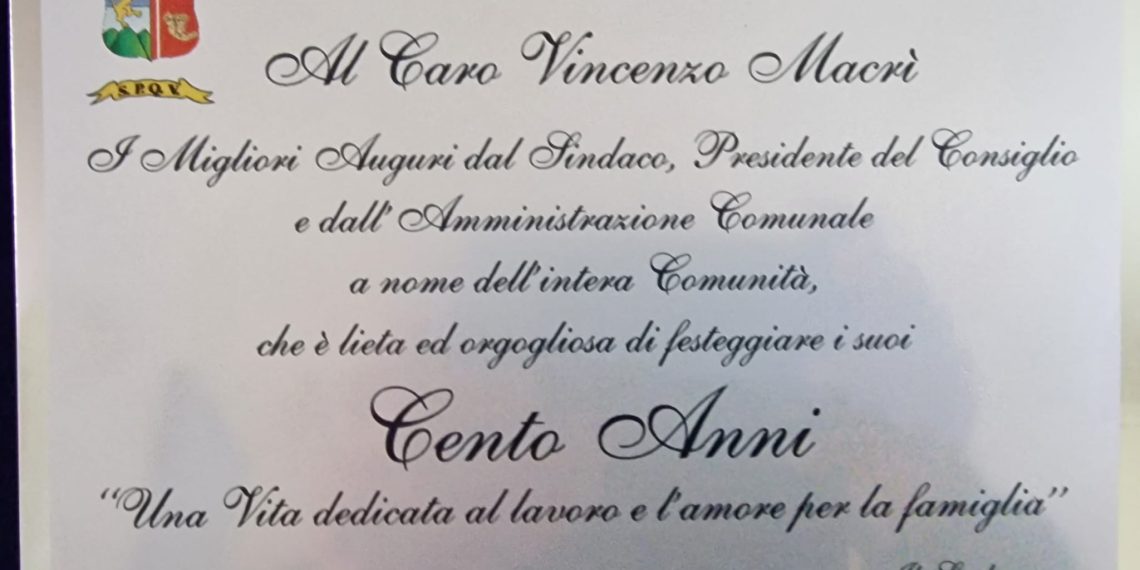 S.P.Q.V.
Al Caro Vincenzo Macrì
I Migliori Auguri dal Sindaco, Presidente del Consiglio
e dall' Amministrazione Comunale
a nome dell'intera Comunità,
che è lieta ed orgogliosa di festeggiare i suoi
Cento Anni
“Una Vita dedicata al lavoro e l'amore per la famiglia”